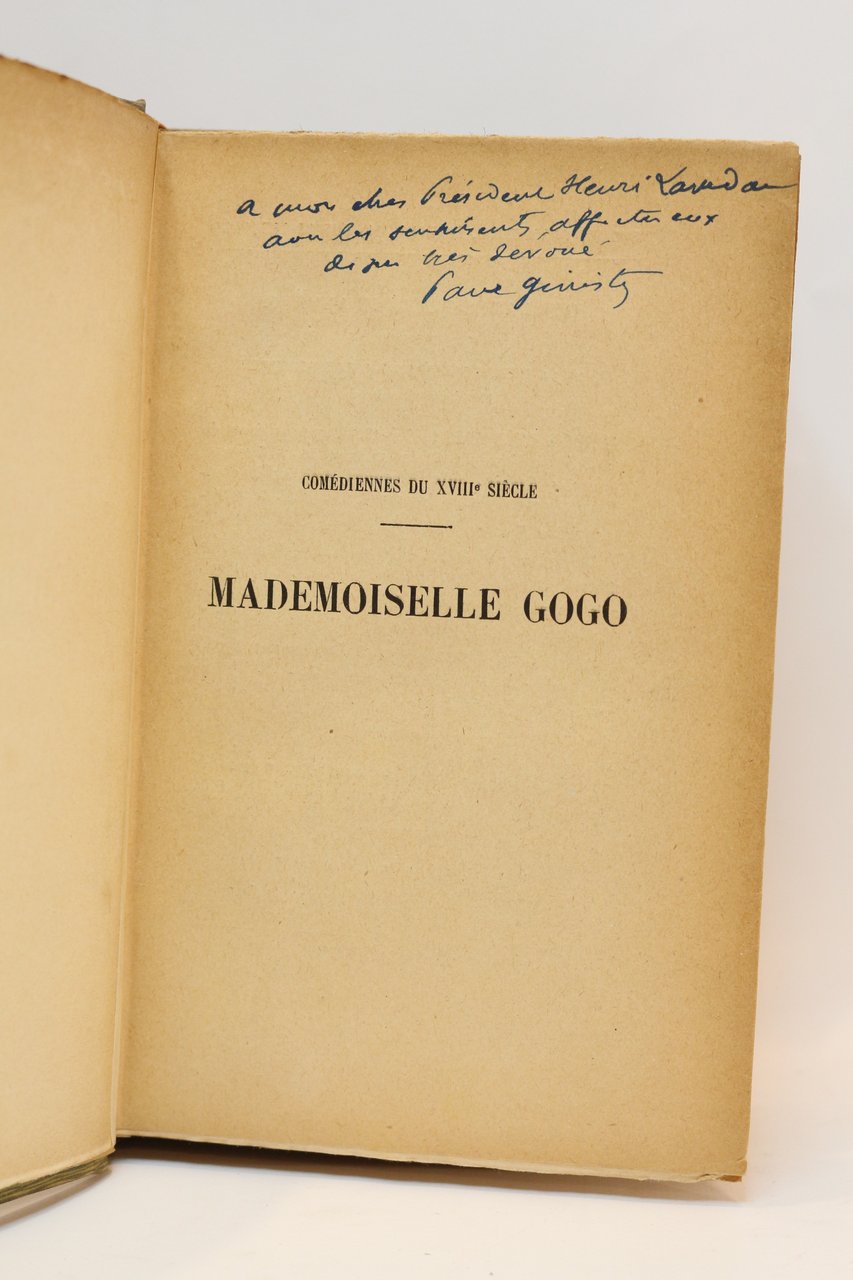 a mon cher Président Henri Lavedan
avec les sentiments affectueux
de son très dévoué
Paul Ginisty
COMÉDIENNES DU XVIIIe SIÈCLE
MADEMOISELLE GOGO